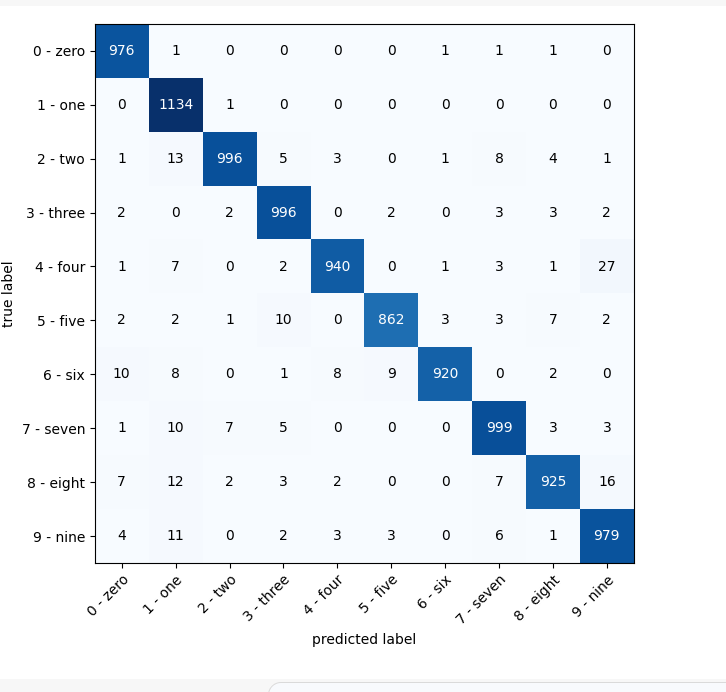 0 - zero 976 1 0 0 0 0 1 1 1 0
1 - one 0 1134 1 0 0 0 0 0 0 0
2 - two 1 13 996 5 3 0 1 8 4 1
3 - three 2 0 2 996 0 2 0 3 3 2
4 - four 1 7 0 2 940 0 1 3 1 27
5 - five 2 2 1 10 0 862 3 3 7 2
6 - six 10 8 0 1 8 9 920 0 2 0
7 - seven 1 10 7 5 0 0 0 999 3 3
8 - eight 7 12 2 3 2 0 0 7 925 16
9 - nine 4 11 0 2 3 3 0 6 1 979
true label
0 - zero 1 - one 2 - two 3 - three 4 - four 5 - five 6 - six 7 - seven 8 - eight 9 - nine
predicted label